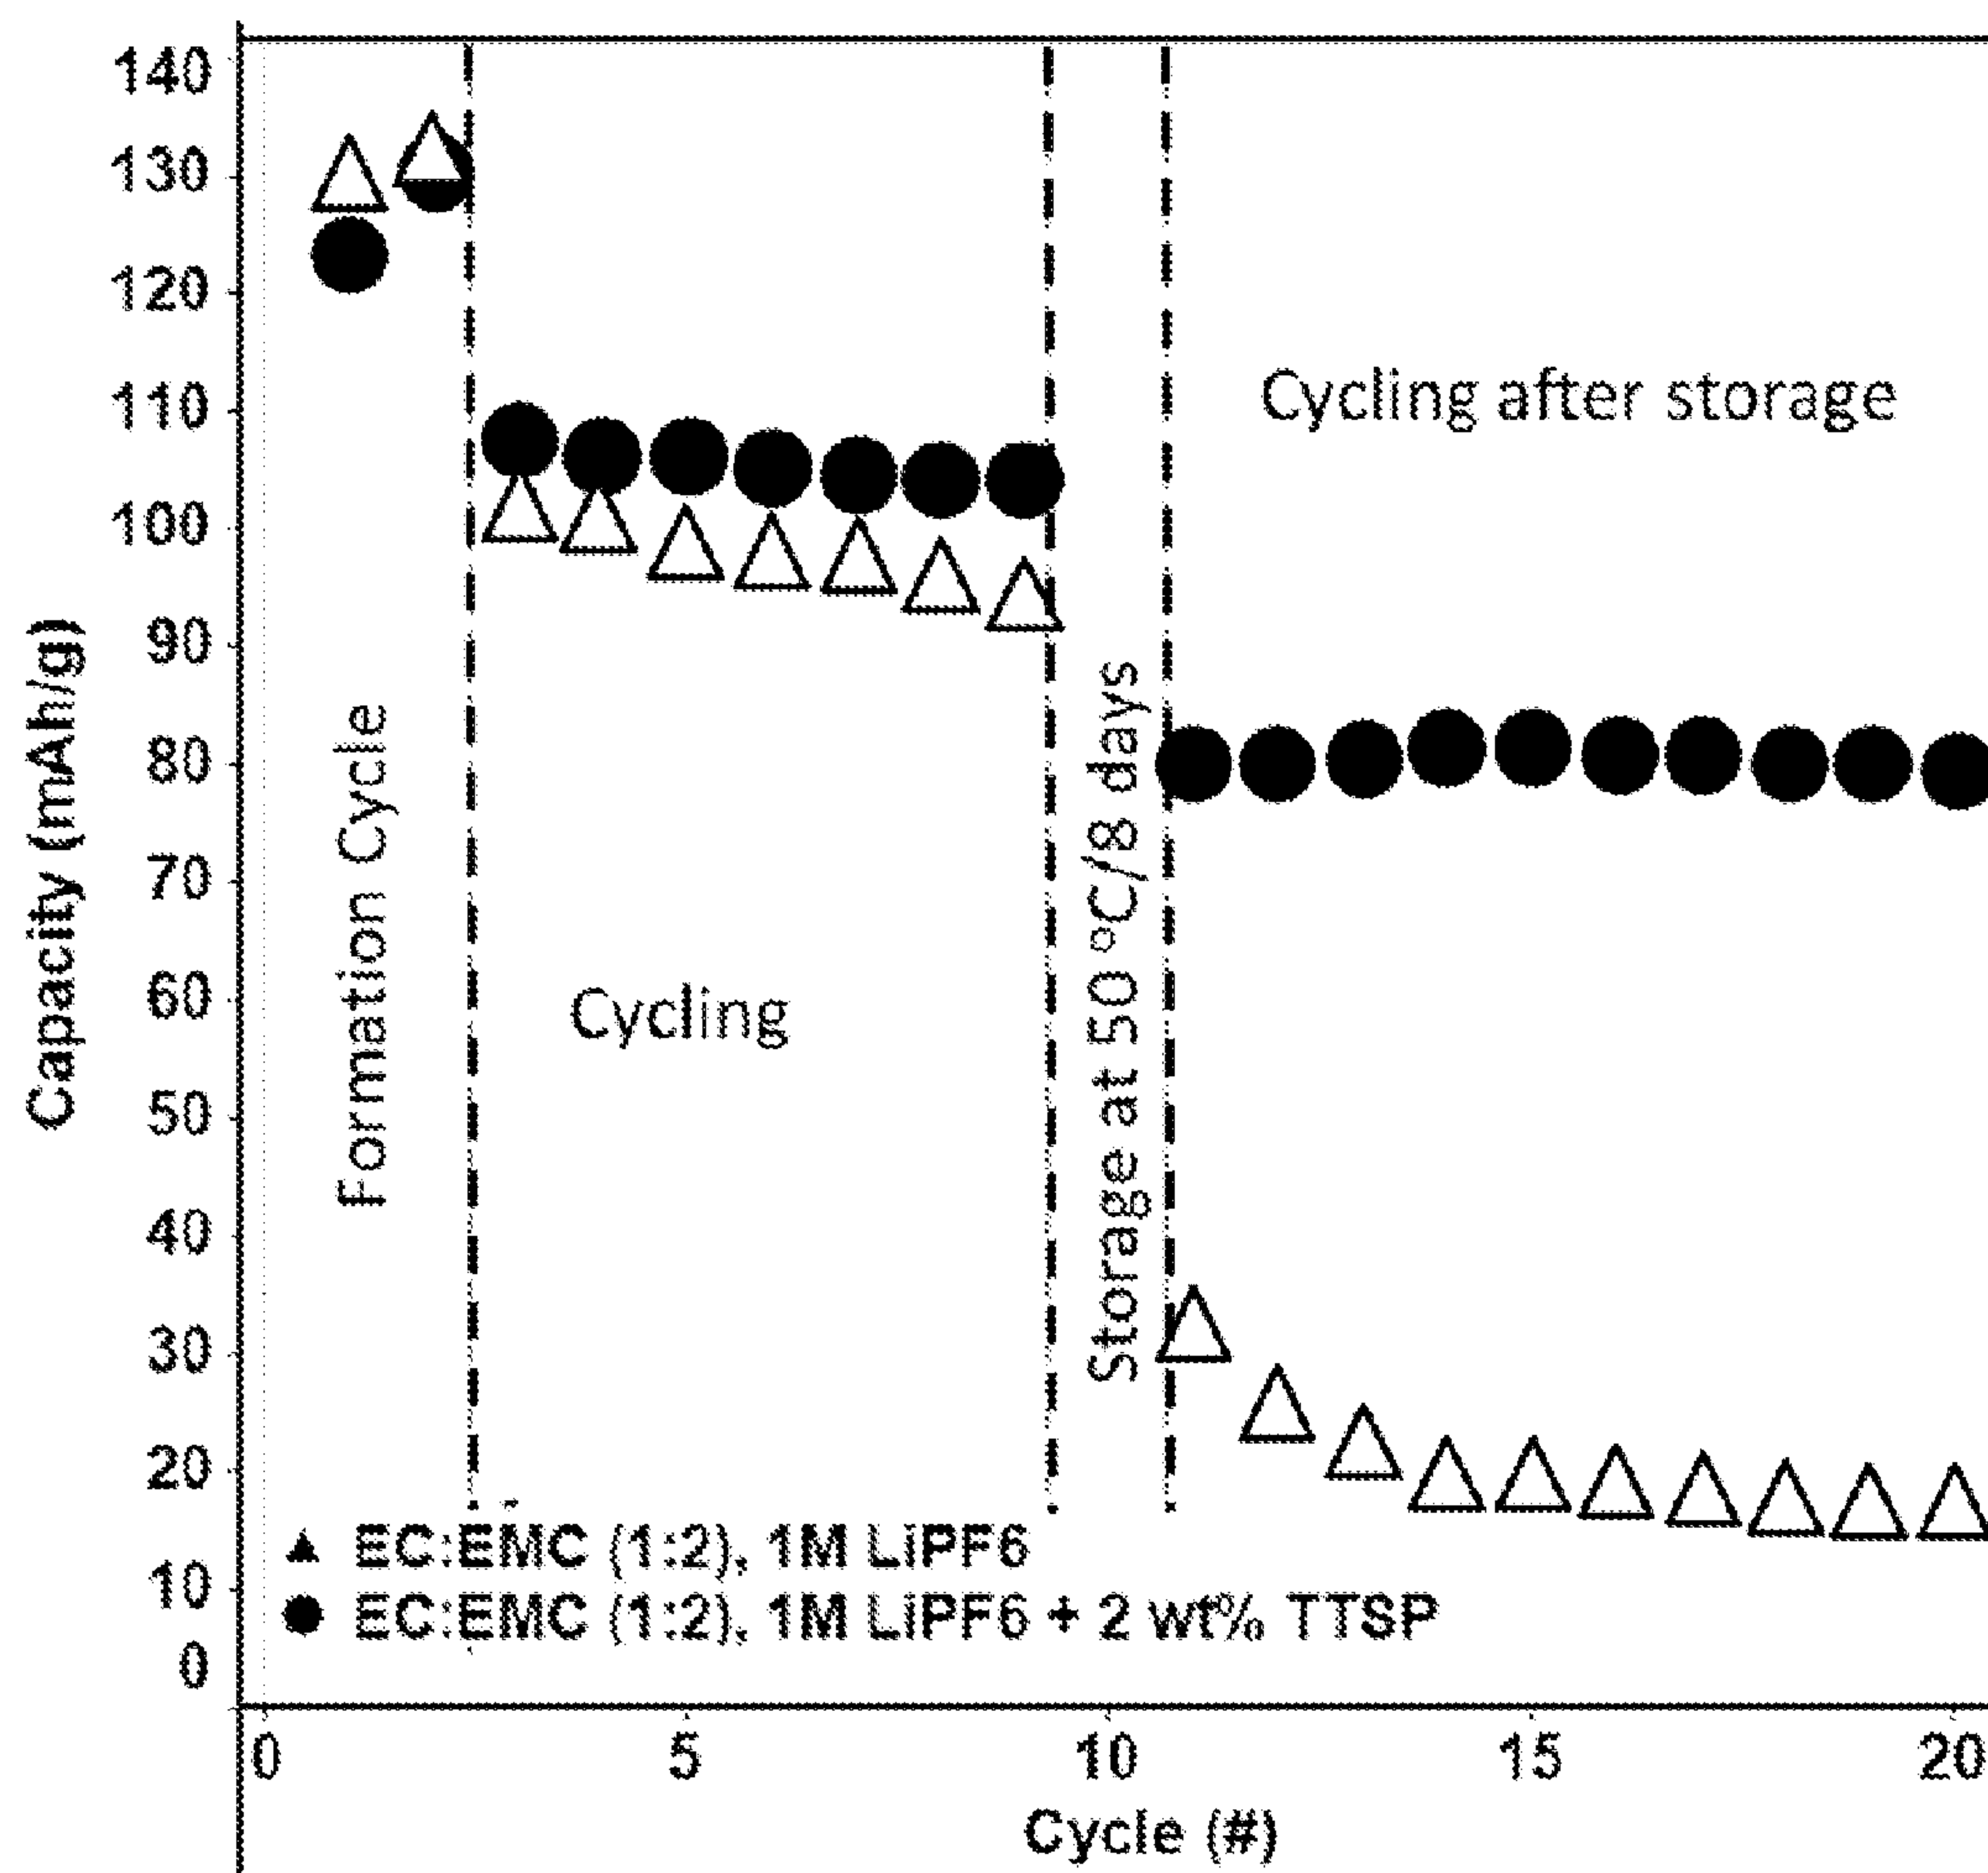 140
130
120
110
100
90
80
70
60
50
40
30
20
10
0
Capacity (mAh/g)
Formation Cycle
Cycling
Storage at 50 °C/8 days
Cycling after storage
EC:EMC (1:2), 1M LiPF6
EC:EMC (1:2), 1M LiPF6 + 2 wt% TTSP
0 5 10 15 20
Cycle (#)